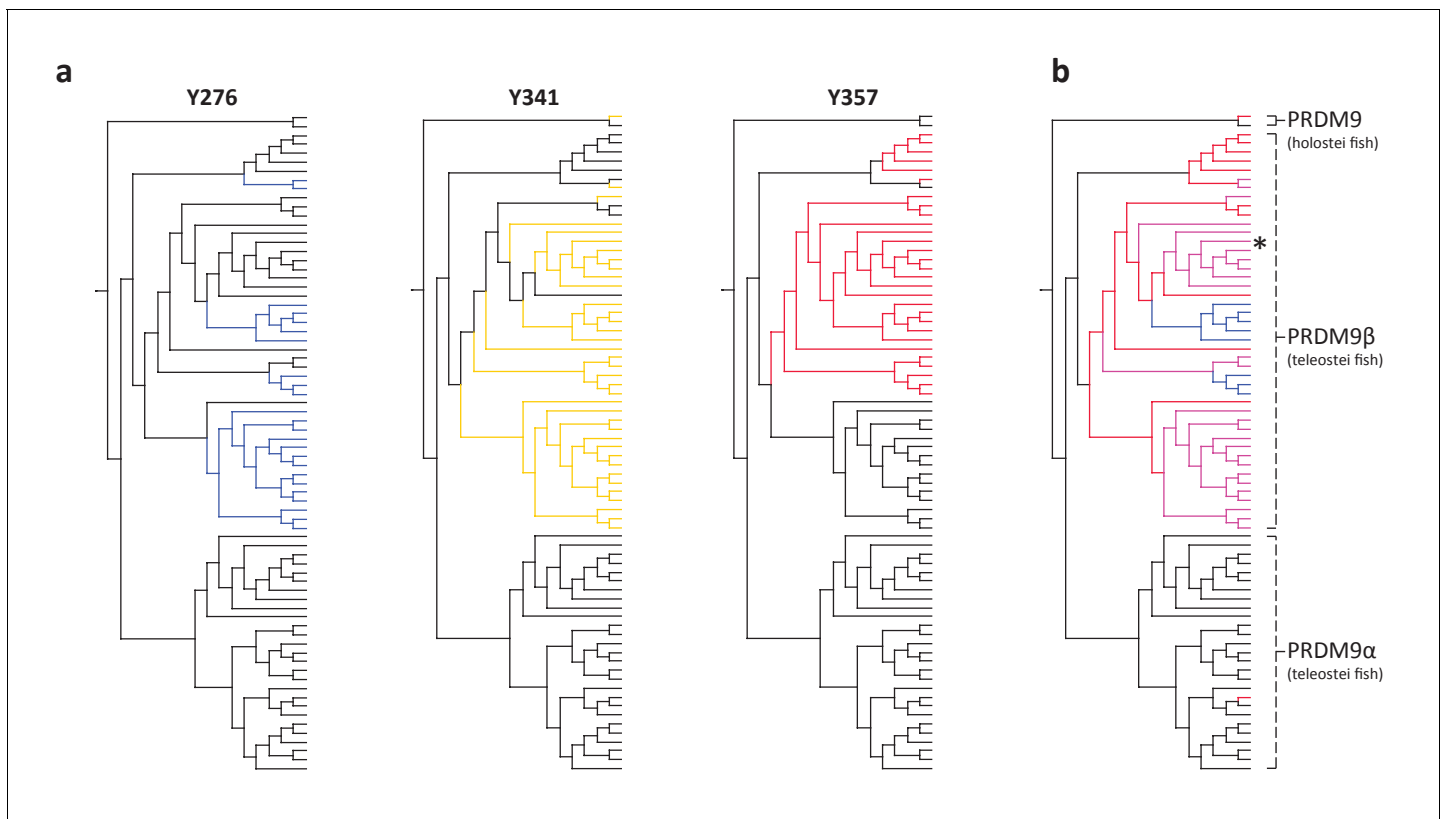 a
b
Y276
Y341
Y357
PRDM9
(holostei fish)
*
PRDM9β
(teleostei fish)
PRDM9α
(teleostei fish)